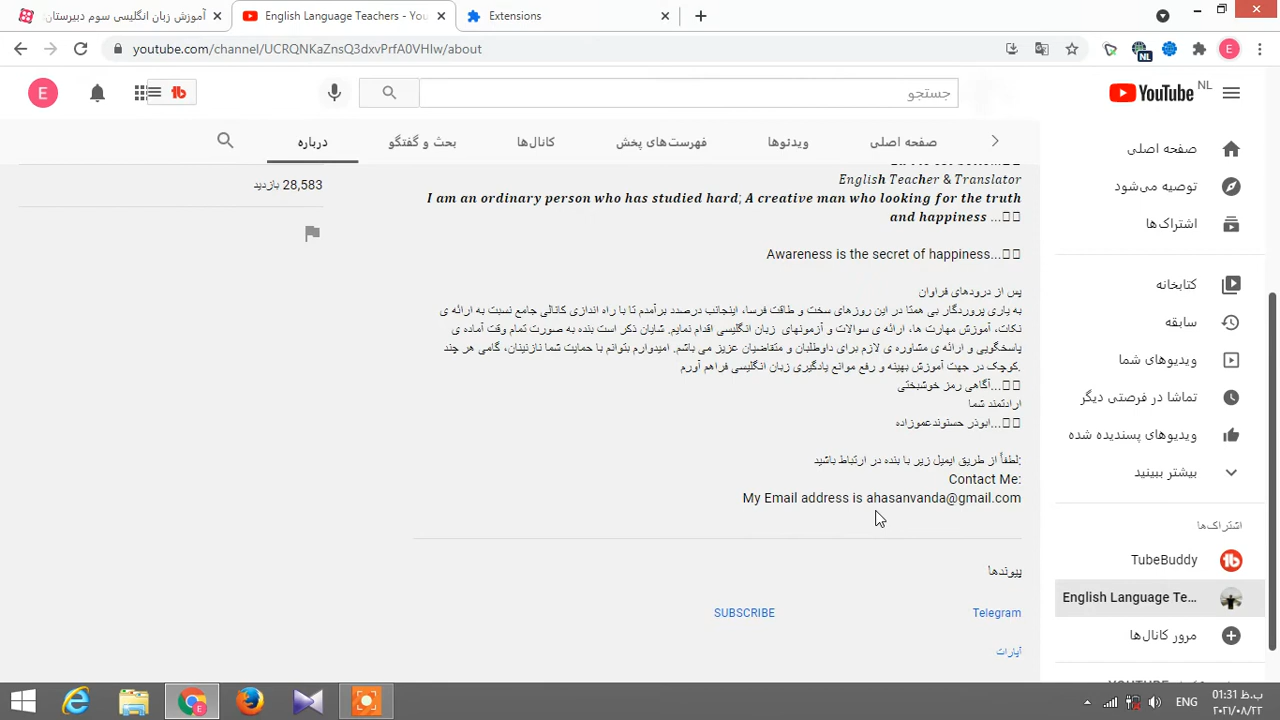 آموزش زبان انگلیسی سوم دبیرستان
English Language Teachers - You
Extensions
youtube.com/channel/UCRQNKaZnsQ3dxvPrfA0VHIw/about
NL
E
E
جستجو
YouTube NL
صفحه اصلی
ویدئوها
فهرست‌های پخش
کانال‌ها
بحث و گفتگو
درباره
28,583 بازدید
English Teacher & Translator
I am an ordinary person who has studied hard; A creative man who looking for the truth
and happiness ...
Awareness is the secret of happiness...
پس از درودهای فراوان
به یاری پروردگار بی همتا در این روزهای سخت و طاقت فرسا، اینجانب درصدد برآمدم تا با راه اندازی کانالی جامع نسبت به ارائه ی
نکات، آموزش مهارت ها، ارائه ی سوالات و آزمونهای زبان انگلیسی اقدام نمایم. شایان ذکر است بنده به صورت تمام وقت آماده ی
پاسخگویی و ارائه ی مشاوره ی لازم برای داوطلبان و متقاضیان عزیز می باشم. امیدوارم بتوانم با حمایت شما نازنینان، گامی هر چند
کوچک در جهت آموزش بهینه و رفع موانع یادگیری زبان انگلیسی فراهم آورم.
آگاهی رمز خوشبختی...
ارادتمند شما
ابوذر حسنوندعموزاده...
لطفاً از طریق ایمیل زیر با بنده در ارتباط باشید:
Contact Me:
My Email address is ahasanvanda@gmail.com
پیوندها
Telegram
SUBSCRIBE
آپارات
صفحه اصلی
توصیه می‌شود
اشتراک‌ها
کتابخانه
سابقه
ویدیوهای شما
تماشا در فرصتی دیگر
ویدیوهای پسندیده شده
بیشتر ببینید
اشتراک‌ها
TubeBuddy
English Language Te...
مرور کانال‌ها
ENG
01:31 ب.ظ
۲۰۲۱/۰۸/۲۲